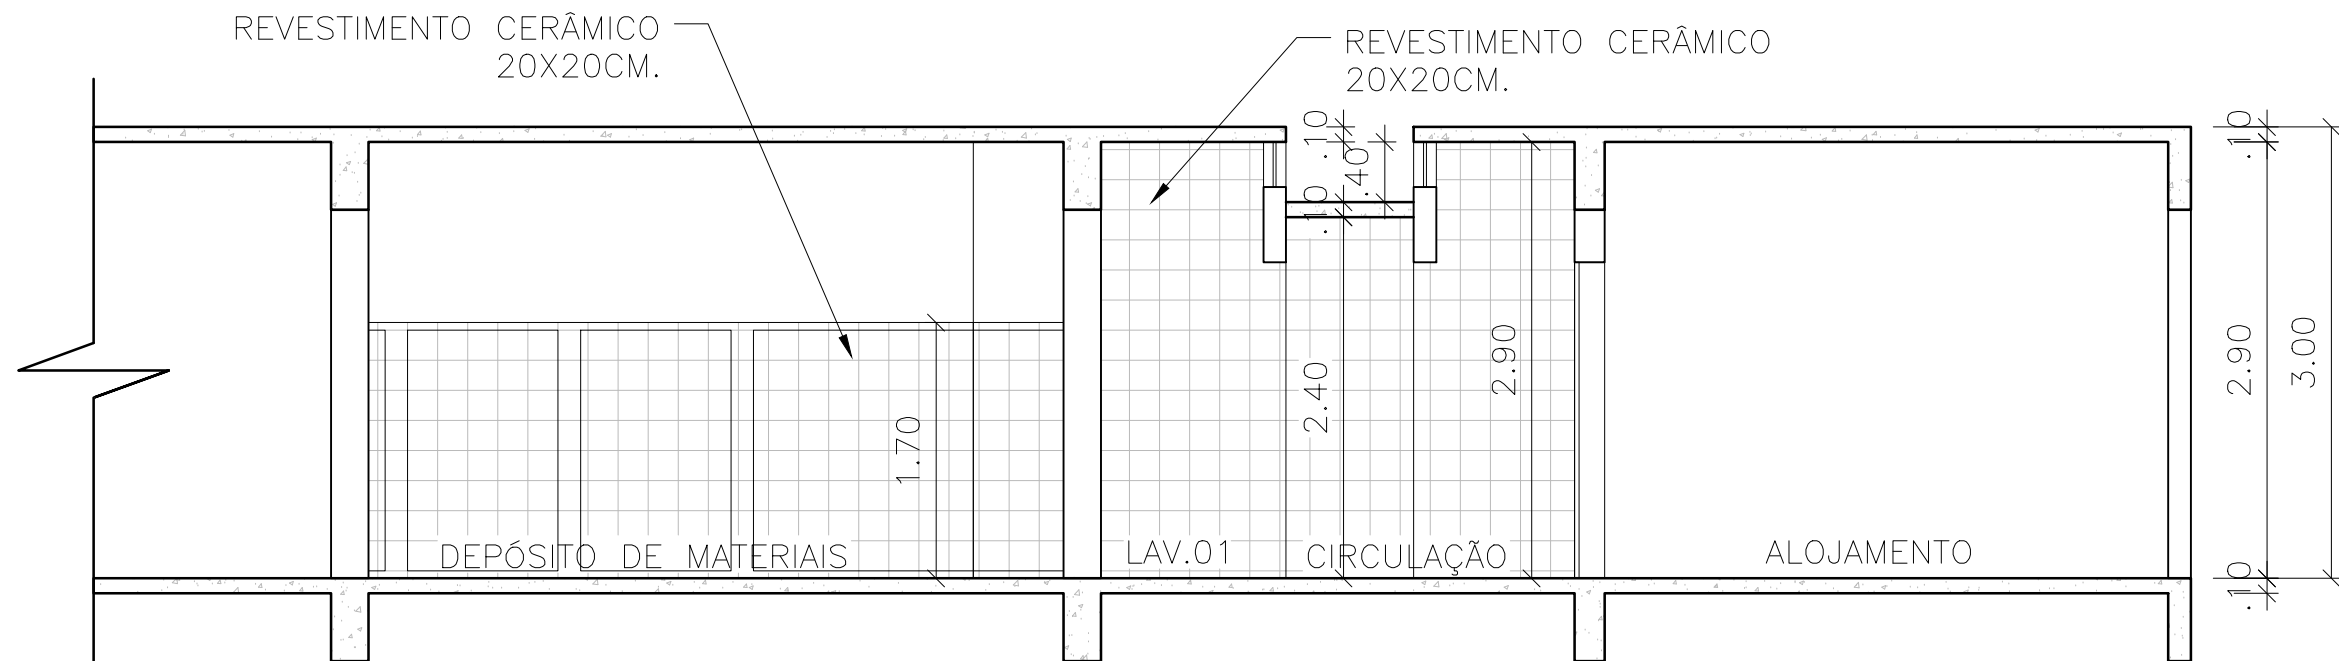 REVESTIMENTO CERÂMICO
20X20CM.
REVESTIMENTO CERÂMICO
20X20CM.
.10
.40
.10
2.40
2.90
1.70
.10
2.90
3.00
.10
DEPÓSITO DE MATERIAIS
LAV.01
CIRCULAÇÃO
ALOJAMENTO